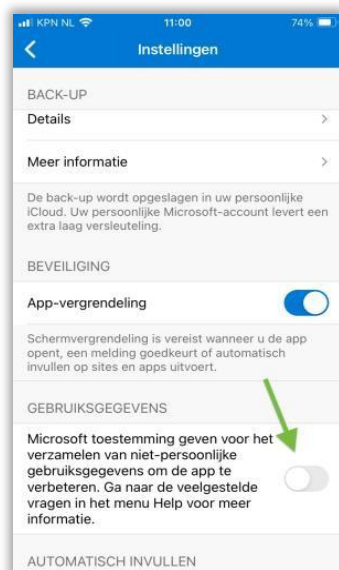 KPN NL 11:00 74%
Instellingen
BACK-UP
Details
Meer informatie
De back-up wordt opgeslagen in uw persoonlijke
iCloud. Uw persoonlijke Microsoft-account levert een
extra laag versleuteling.
BEVEILIGING
App-vergrendeling
Schermvergrendeling is vereist wanneer u de app
opent, een melding goedkeurt of automatisch
invullen op sites en apps uitvoert.
GEBRUIKSGEGEVENS
Microsoft toestemming geven voor het
verzamelen van niet-persoonlijke
gebruiksgegevens om de app te
verbeteren. Ga naar de veelgestelde
vragen in het menu Help voor meer
informatie.
AUTOMATISCH INVULLEN